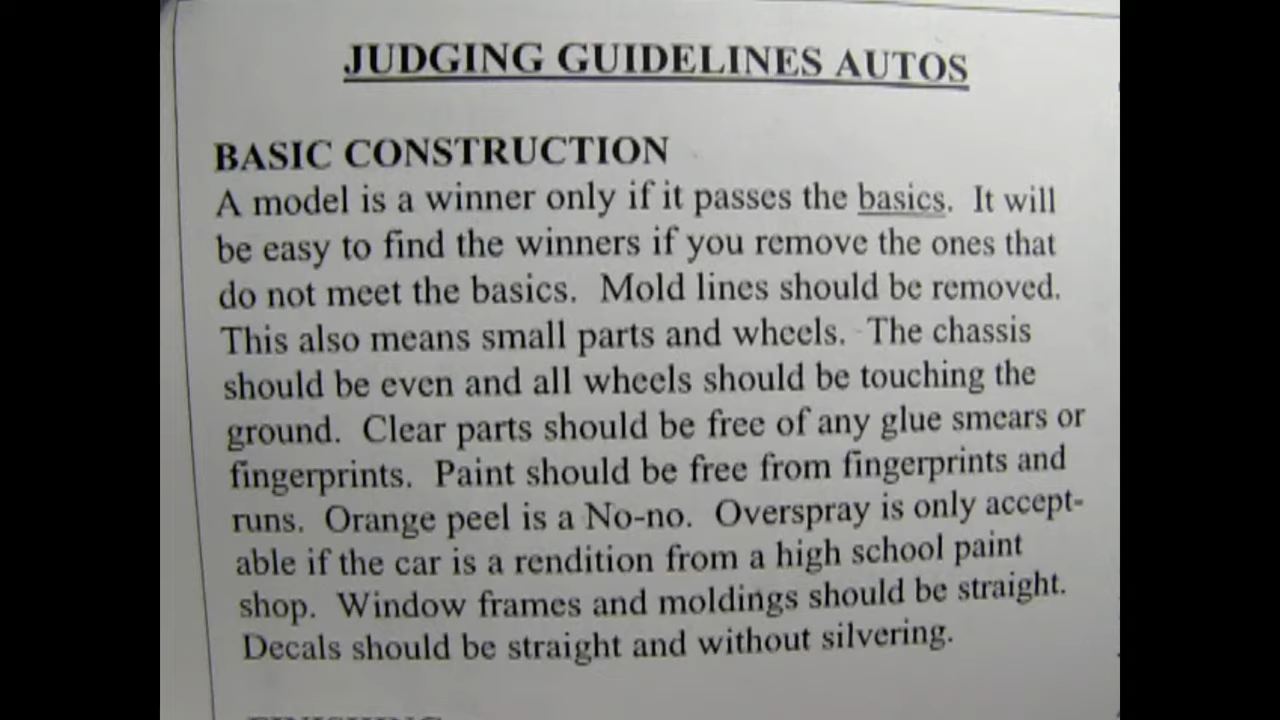 JUDGING GUIDELINES AUTOS
BASIC CONSTRUCTION
A model is a winner only if it passes the basics. It will
be easy to find the winners if you remove the ones that
do not meet the basics. Mold lines should be removed.
This also means small parts and wheels. The chassis
should be even and all wheels should be touching the
ground. Clear parts should be free of any glue smears or
fingerprints. Paint should be free from fingerprints and
runs. Orange peel is a No-no. Overspray is only accept-
able if the car is a rendition from a high school paint
shop. Window frames and moldings should be straight.
Decals should be straight and without silvering.